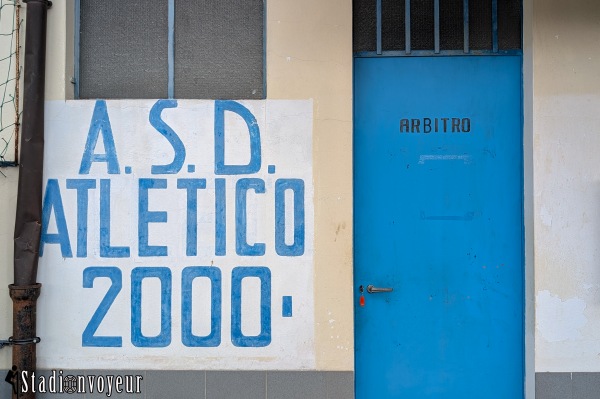 A.S.D.
ATLETICO
2000
ARBITRO
Stadionvoyeur